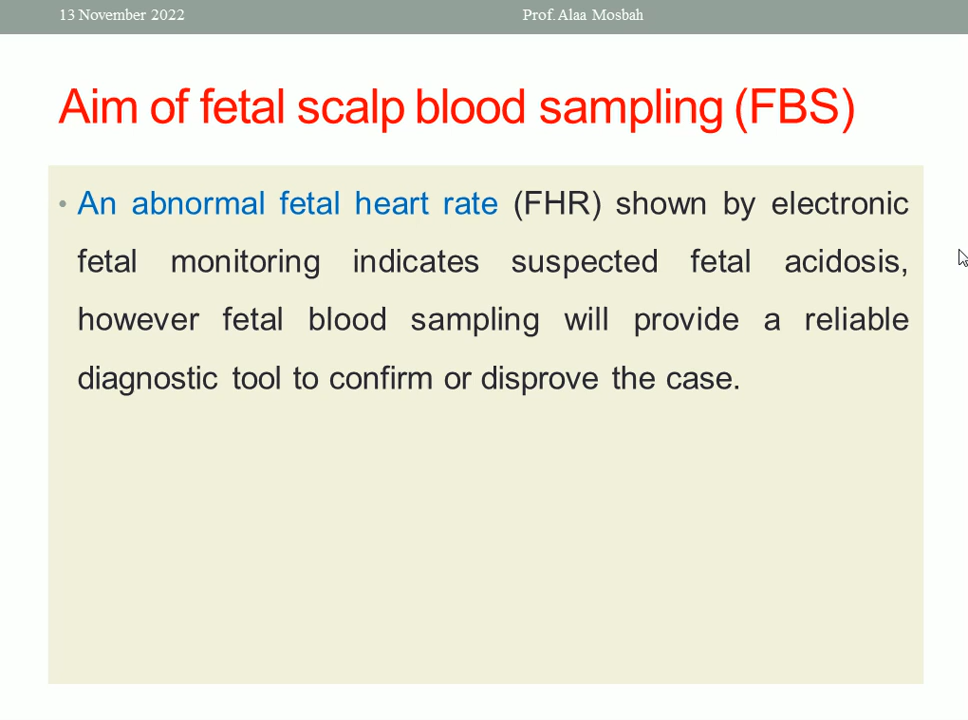 13 November 2022 Prof. Alaa Mosbah
Aim of fetal scalp blood sampling (FBS)
• An abnormal fetal heart rate (FHR) shown by electronic
fetal monitoring indicates suspected fetal acidosis,
however fetal blood sampling will provide a reliable
diagnostic tool to confirm or disprove the case.